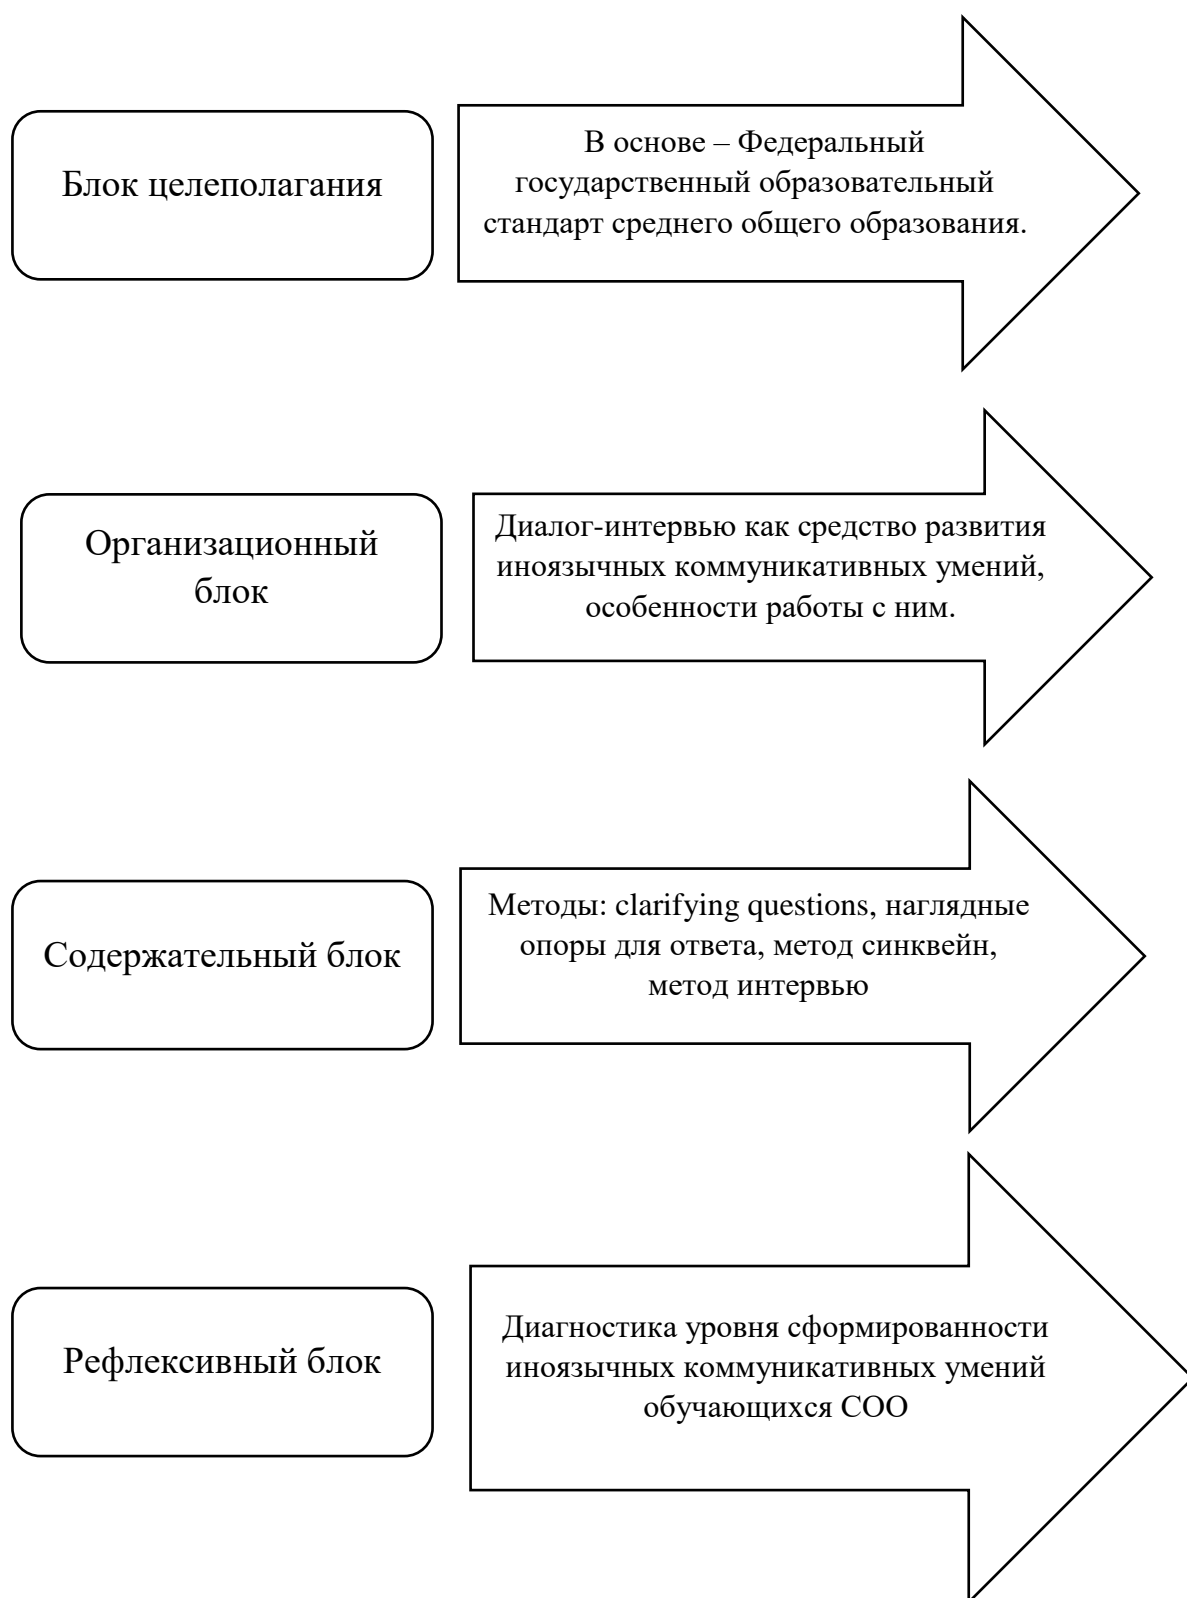 Блок целеполагания
В основе – Федеральный
государственный образовательный
стандарт среднего общего образования.
Организационный
блок
Диалог-интервью как средство развития
иноязычных коммуникативных умений,
особенности работы с ним.
Содержательный блок
Методы: clarifying questions, наглядные
опоры для ответа, метод синквейн,
метод интервью
Рефлексивный блок
Диагностика уровня сформированности
иноязычных коммуникативных умений
обучающихся СОО